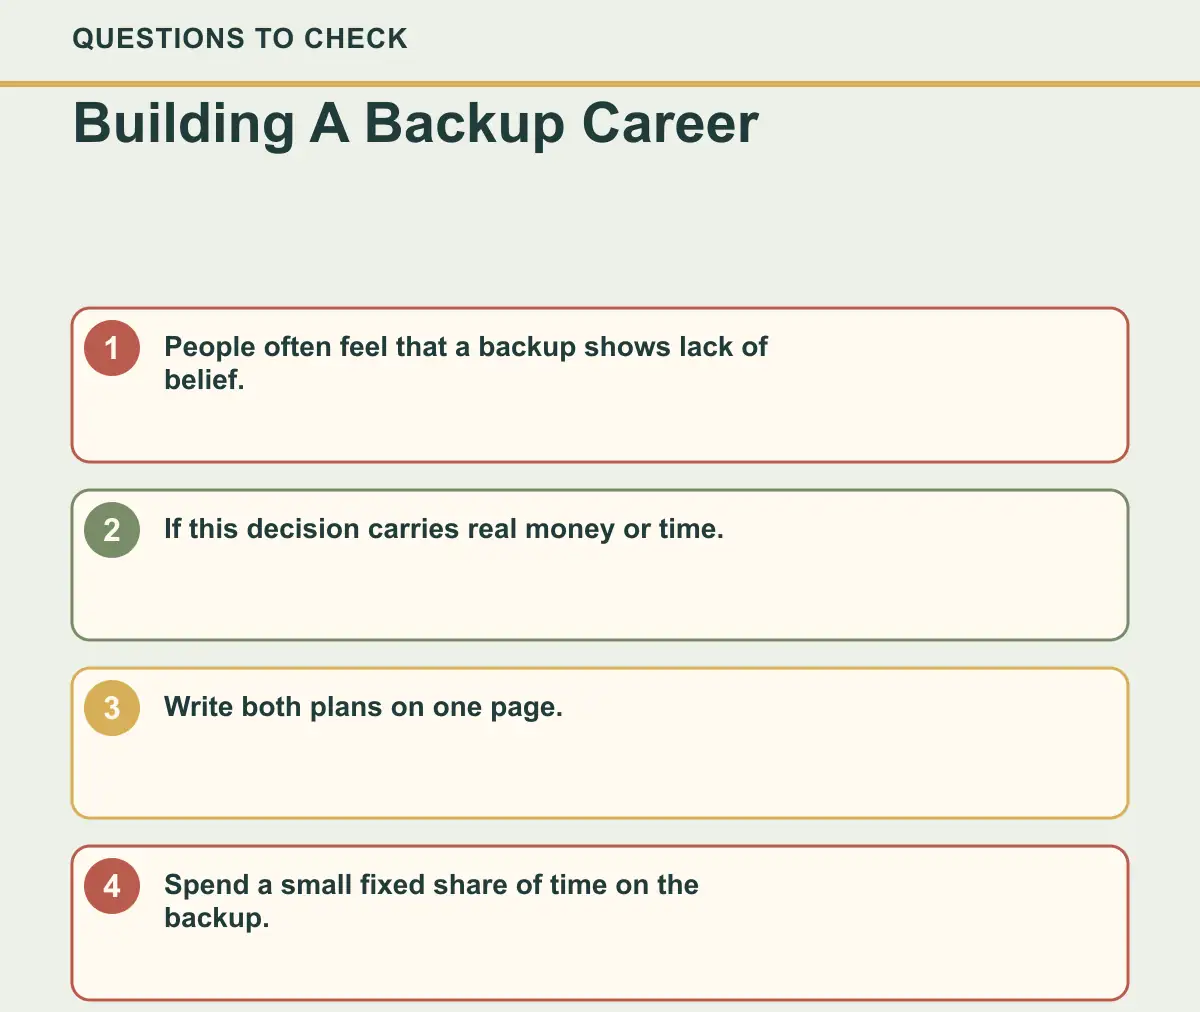 QUESTIONS TO CHECK
Building A Backup Career
1
People often feel that a backup shows lack of
belief.
2
If this decision carries real money or time.
3
Write both plans on one page.
4
Spend a small fixed share of time on the
backup.